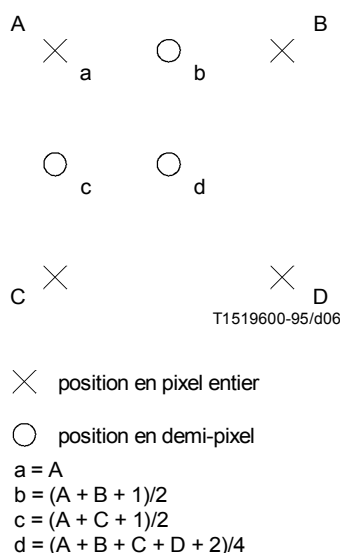 A B
a b
c d
C D
T1519600-95/d06
position en pixel entier
position en demi-pixel
a = A
b = (A + B + 1)/2
c = (A + C + 1)/2
d = (A + B + C + D + 2)/4